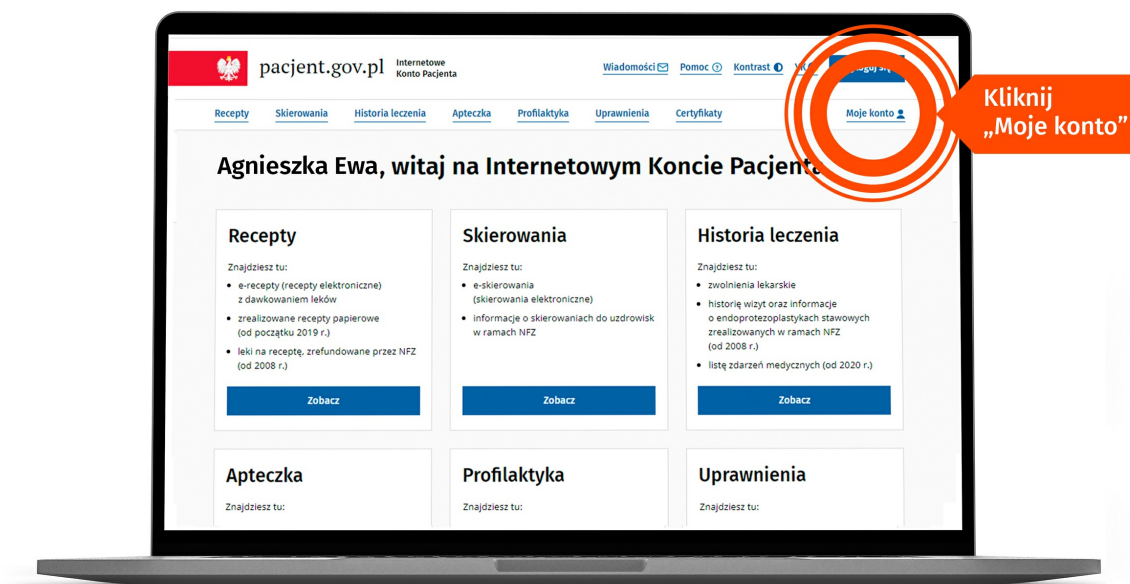 pacjent.gov.pl
Internetowe
Konto Pacjenta
Wiadomości
Pomoc
Kontrast
Recepty
Skierowania
Historia leczenia
Apteczka
Profilaktyka
Uprawnienia
Certyfikaty
Moje konto
Kliknij
„Moje konto”
Agnieszka Ewa, witaj na Internetowym Koncie Pacjenta
Recepty
Znajdziesz tu:
• e-recepty (recepty elektroniczne)
z dawkowaniem leków
• zrealizowane recepty papierowe
(od początku 2019 r.)
• leki na receptę, zrefundowane przez NFZ
(od 2008 r.)
Zobacz
Skierowania
Znajdziesz tu:
• e-skierowania
(skierowania elektroniczne)
• informacje o skierowaniach do uzdrowisk
w ramach NFZ
Zobacz
Historia leczenia
Znajdziesz tu:
• zwolnienia lekarskie
• historię wizyt oraz informacje
o endoprotezoplastykach stawowych
zrealizowanych w ramach NFZ
(od 2008 r.)
• listę zdarzeń medycznych (od 2020 r.)
Zobacz
Apteczka
Znajdziesz tu:
Profilaktyka
Znajdziesz tu:
Uprawnienia
Znajdziesz tu: